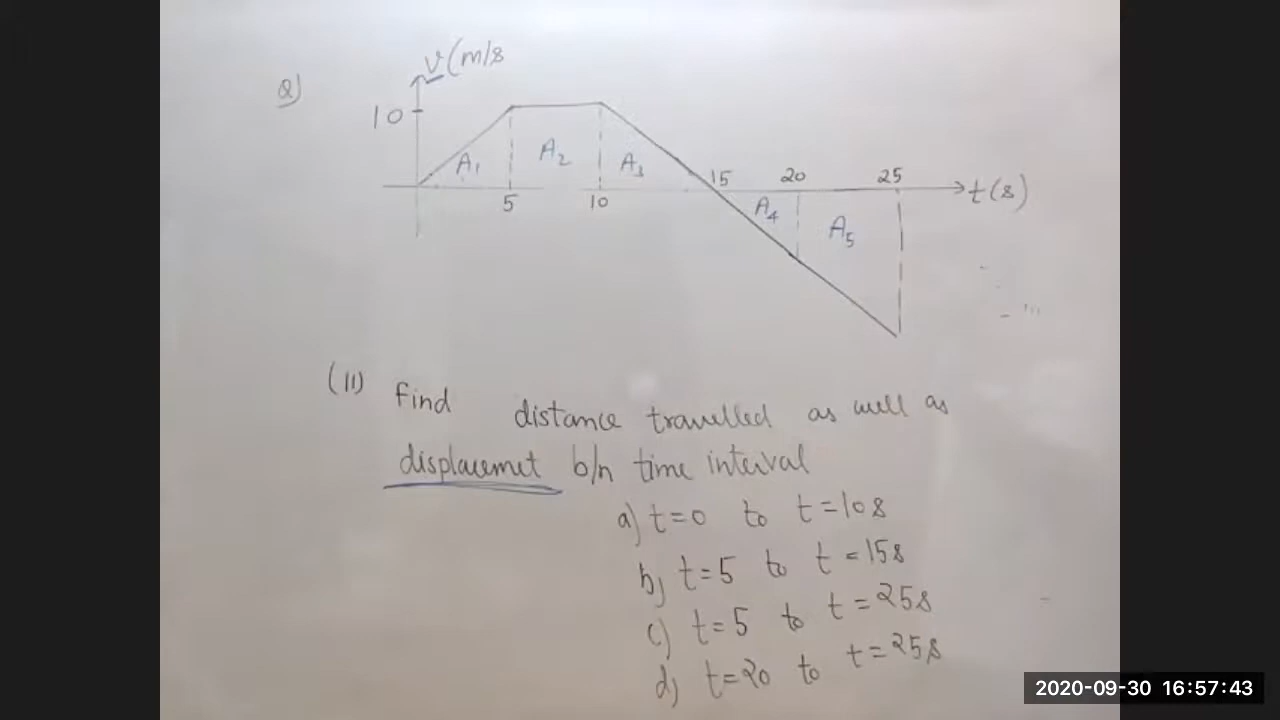 Q)
v (m/s
10
A1 A2 A3
5 10
15 20 25 t(s)
A4 A5
(II) find distance travelled as well as
displacemet b/n time interval
a) t=0 to t=10s
b) t=5 to t=15s
c) t=5 to t=25s
d) t=20 to t=25s
2020-09-30 16:57:43